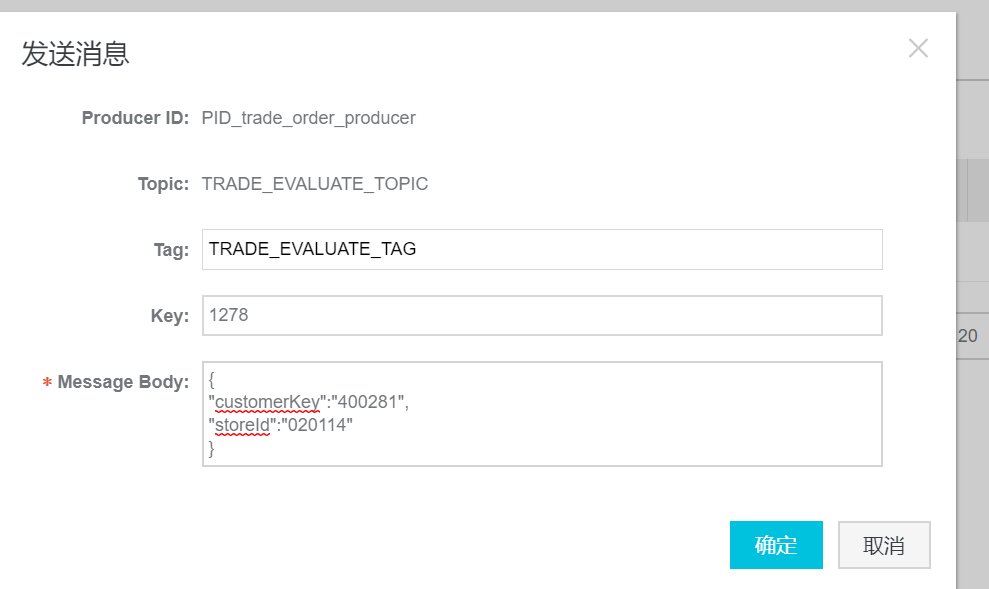 发送消息
Producer ID: PID_trade_order_producer
Topic: TRADE_EVALUATE_TOPIC
Tag: TRADE_EVALUATE_TAG
Key: 1278
20
* Message Body: {
"customerKey":"400281",
"storeId":"020114"
}
确定 取消